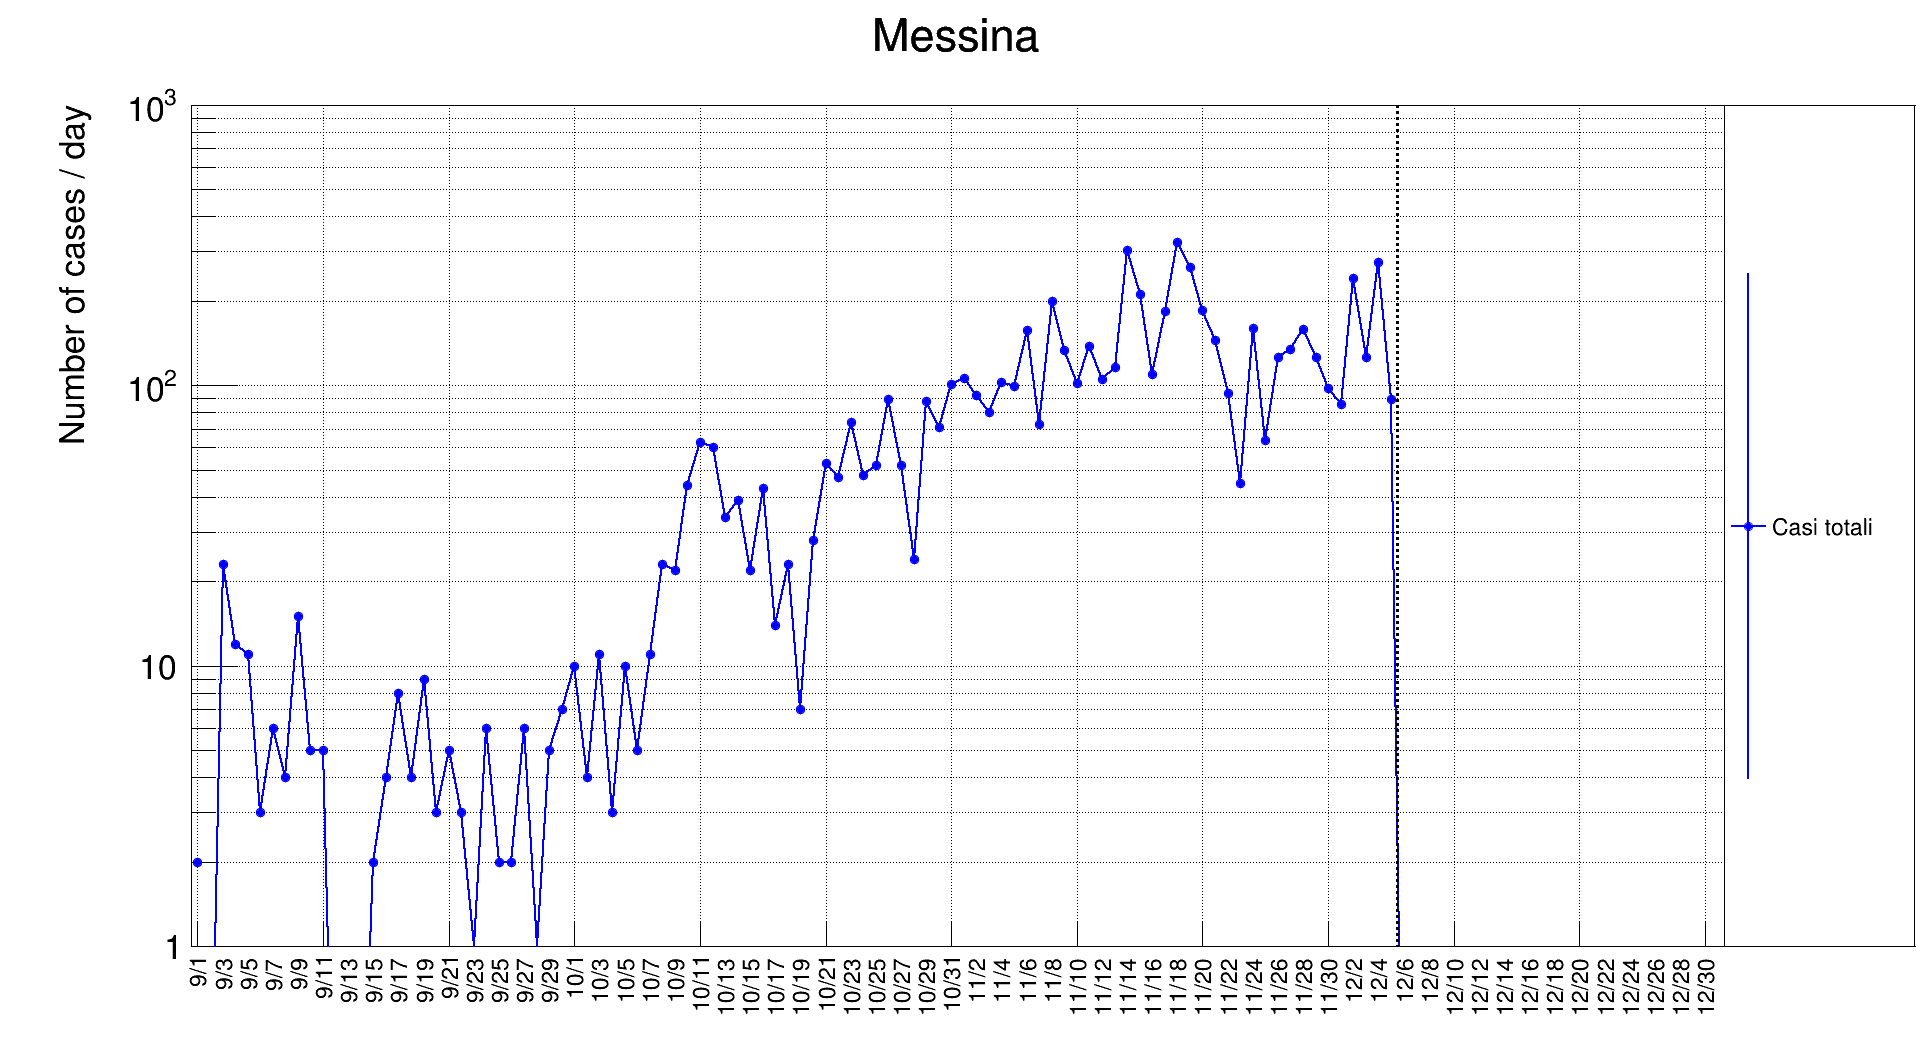 Messina
Number of cases / day
10³
10²
10
1
9/1 9/3 9/5 9/7 9/9 9/11 9/13 9/15 9/17 9/19 9/21 9/23 9/25 9/27 9/29 10/1 10/3 10/5 10/7 10/9 10/11 10/13 10/15 10/17 10/19 10/21 10/23 10/25 10/27 10/29 10/31 11/2 11/4 11/6 11/8 11/10 11/12 11/14 11/16 11/18 11/20 11/22 11/24 11/26 11/28 11/30 12/2 12/4 12/6 12/8 12/10 12/12 12/14 12/16 12/18 12/20 12/22 12/24 12/26 12/28 12/30
Casi totali